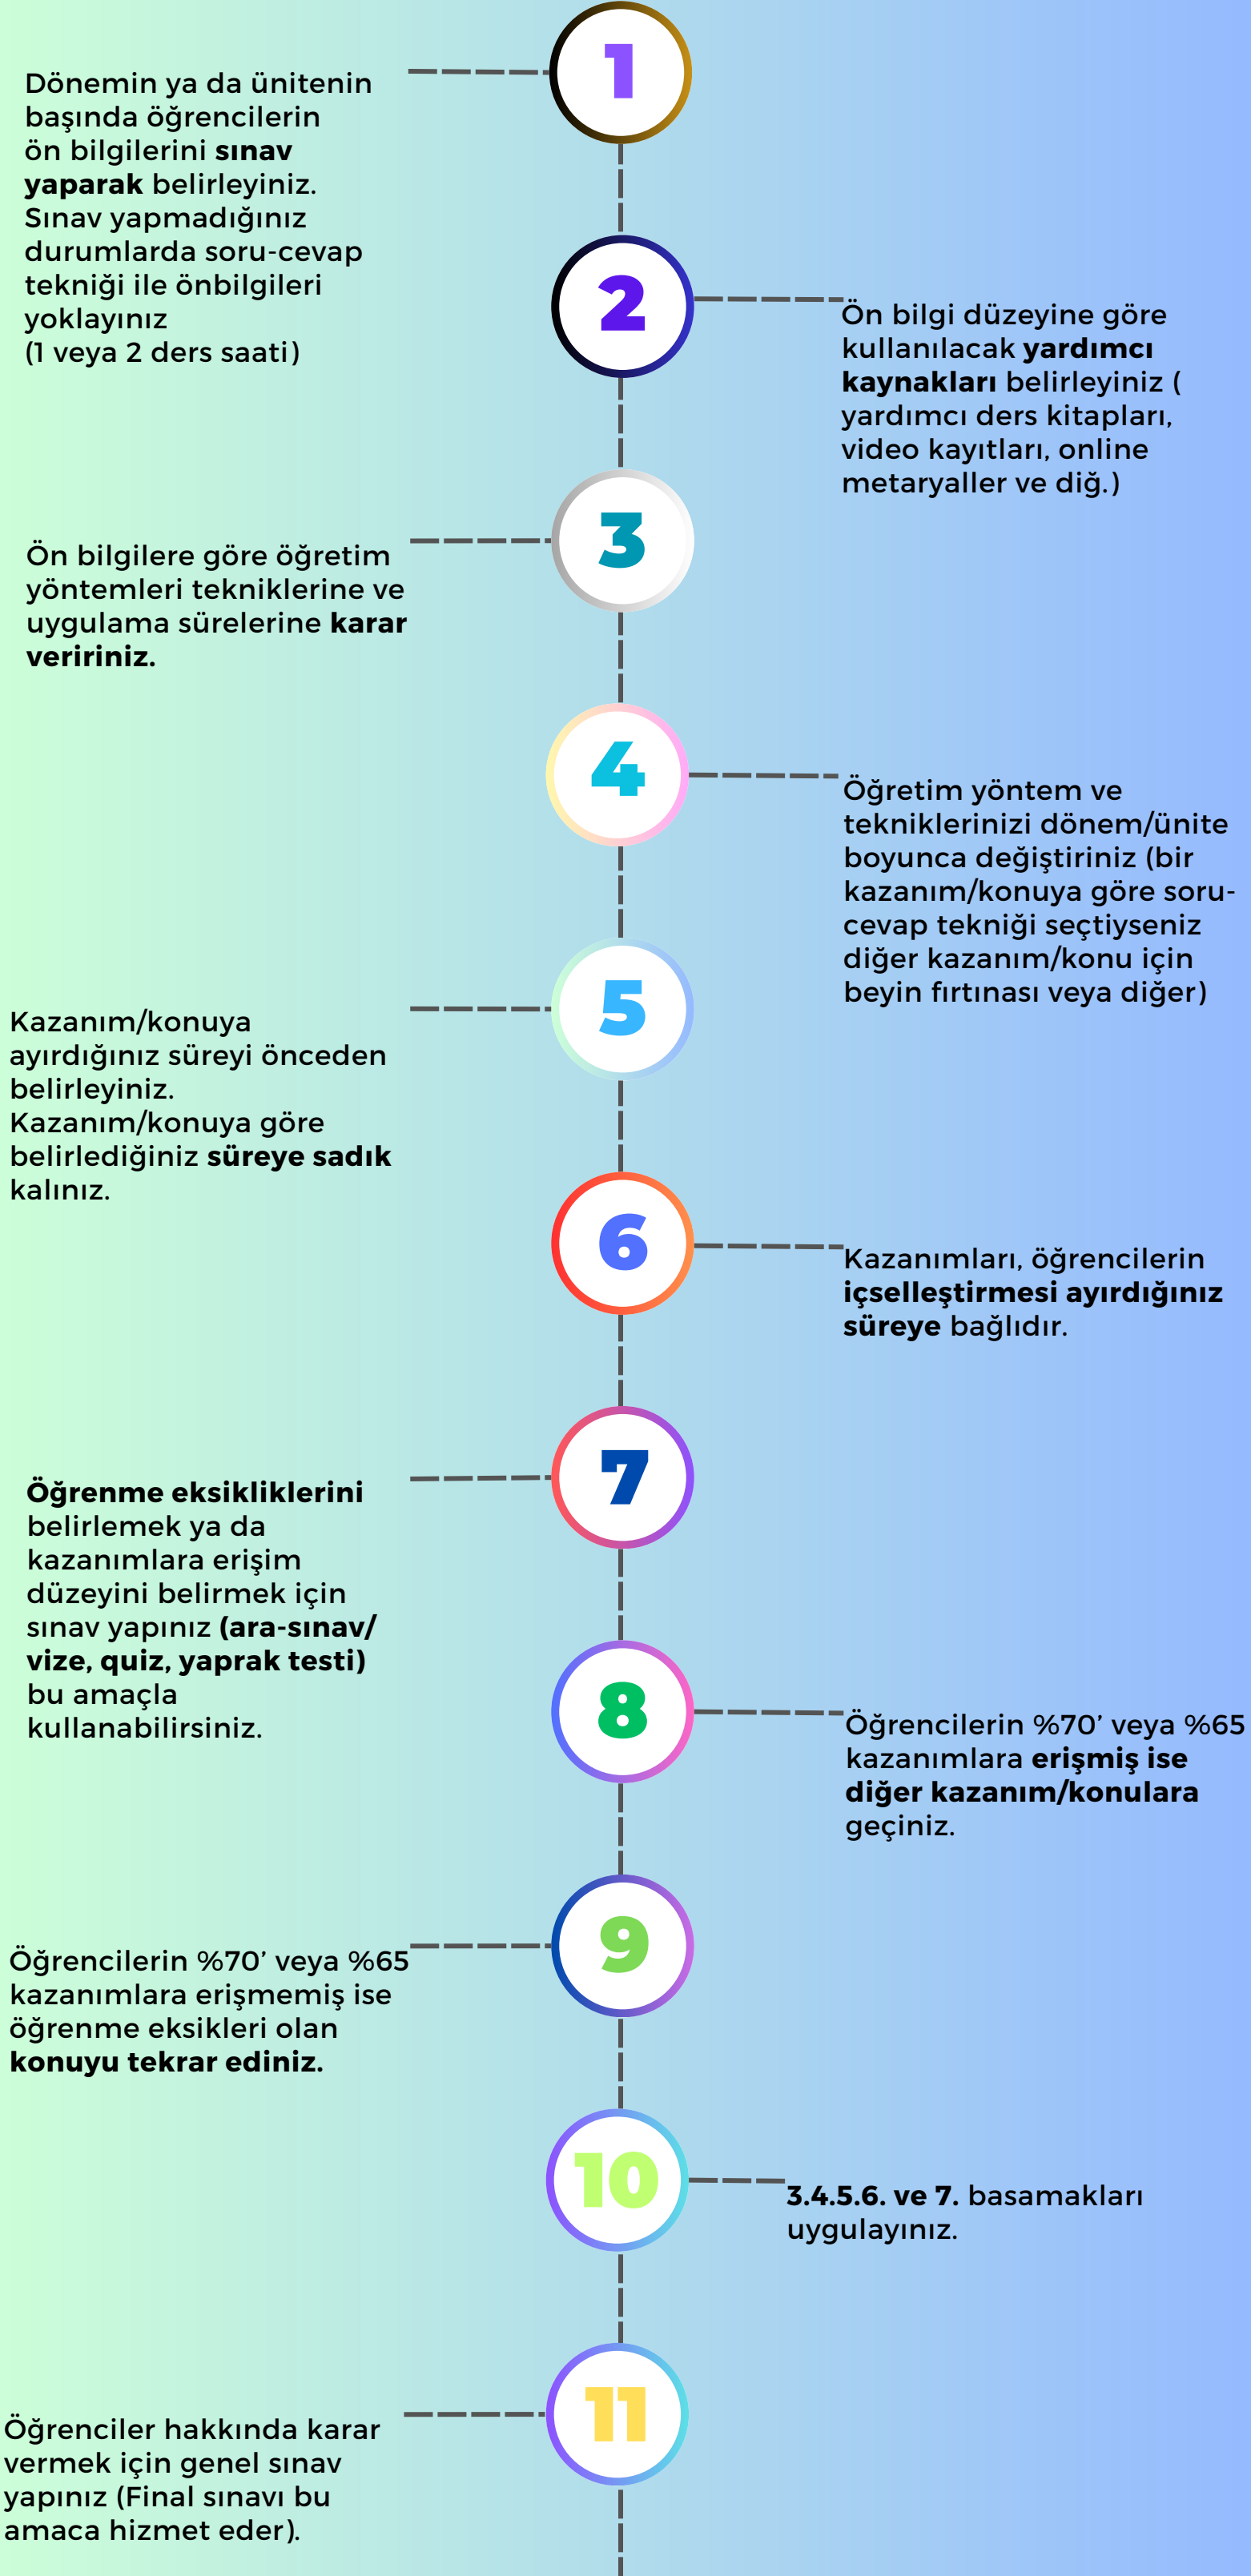 1
Dönemin ya da ünitenin
başında öğrencilerin
ön bilgilerini sınav
yaparak belirleyiniz.
Sınav yapmadığınız
durumlarda soru-cevap
tekniği ile önbilgileri
yoklayınız
(1 veya 2 ders saati)
2
Ön bilgi düzeyine göre
kullanılacak yardımcı
kaynakları belirleyiniz (
yardımcı ders kitapları,
video kayıtları, online
metaryaller ve diğ.)
3
Ön bilgilere göre öğretim
yöntemleri tekniklerine ve
uygulama sürelerine karar
veririniz.
4
Öğretim yöntem ve
tekniklerinizi dönem/ünite
boyunca değiştiriniz (bir
kazanım/konuya göre soru-
cevap tekniği seçtiyseniz
diğer kazanım/konu için
beyin fırtınası veya diğer)
5
Kazanım/konuya
ayırdığınız süreyi önceden
belirleyiniz.
Kazanım/konuya göre
belirlediğiniz süreye sadık
kalınız.
6
Kazanımları, öğrencilerin
içselleştirmesi ayırdığınız
süreye bağlıdır.
7
Öğrenme eksikliklerini
belirlemek ya da
kazanımlara erişim
düzeyini belirmek için
sınav yapınız (ara-sınav/
vize, quiz, yaprak testi)
bu amaçla
kullanabilirsiniz.
8
Öğrencilerin %70’ veya %65
kazanımlara erişmiş ise
diğer kazanım/konulara
geçiniz.
9
Öğrencilerin %70’ veya %65
kazanımlara erişmemiş ise
öğrenme eksikleri olan
konuyu tekrar ediniz.
10
3.4.5.6. ve 7. basamakları
uygulayınız.
11
Öğrenciler hakkında karar
vermek için genel sınav
yapınız (Final sınavı bu
amaca hizmet eder).